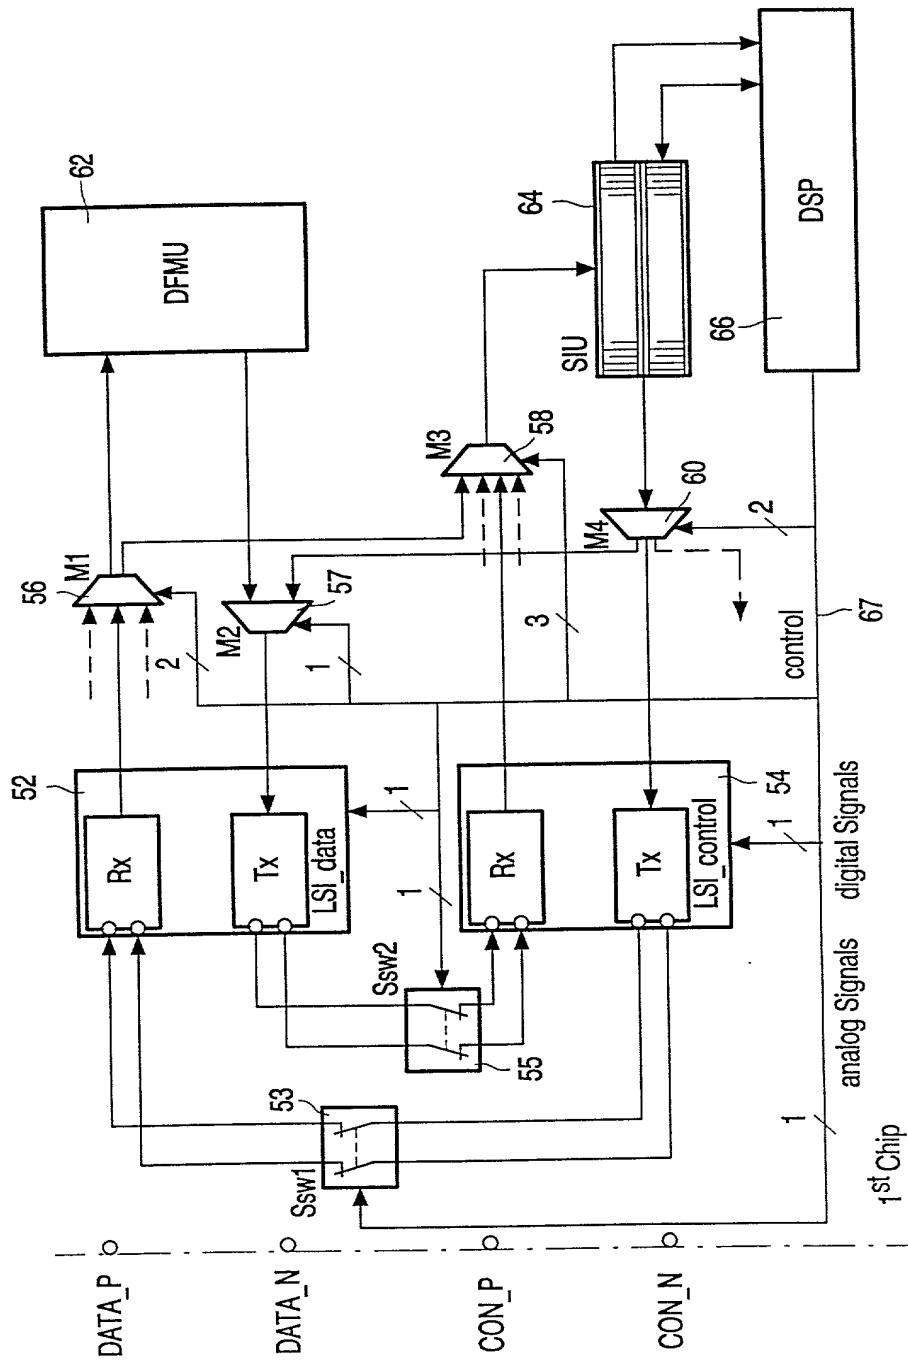 62
DFMU
64
SIU
DSP
66
56
M1
M2
57
M3
58
M4
60
2
1
3
2
control
67
52
Rx
Tx
LSI_data
1
1
54
Rx
Tx
LSI_control
1
digital Signals
analog Signals
Ssw2
55
53
Ssw1
1
1st Chip
DATA_P
DATA_N
CON_P
CON_N